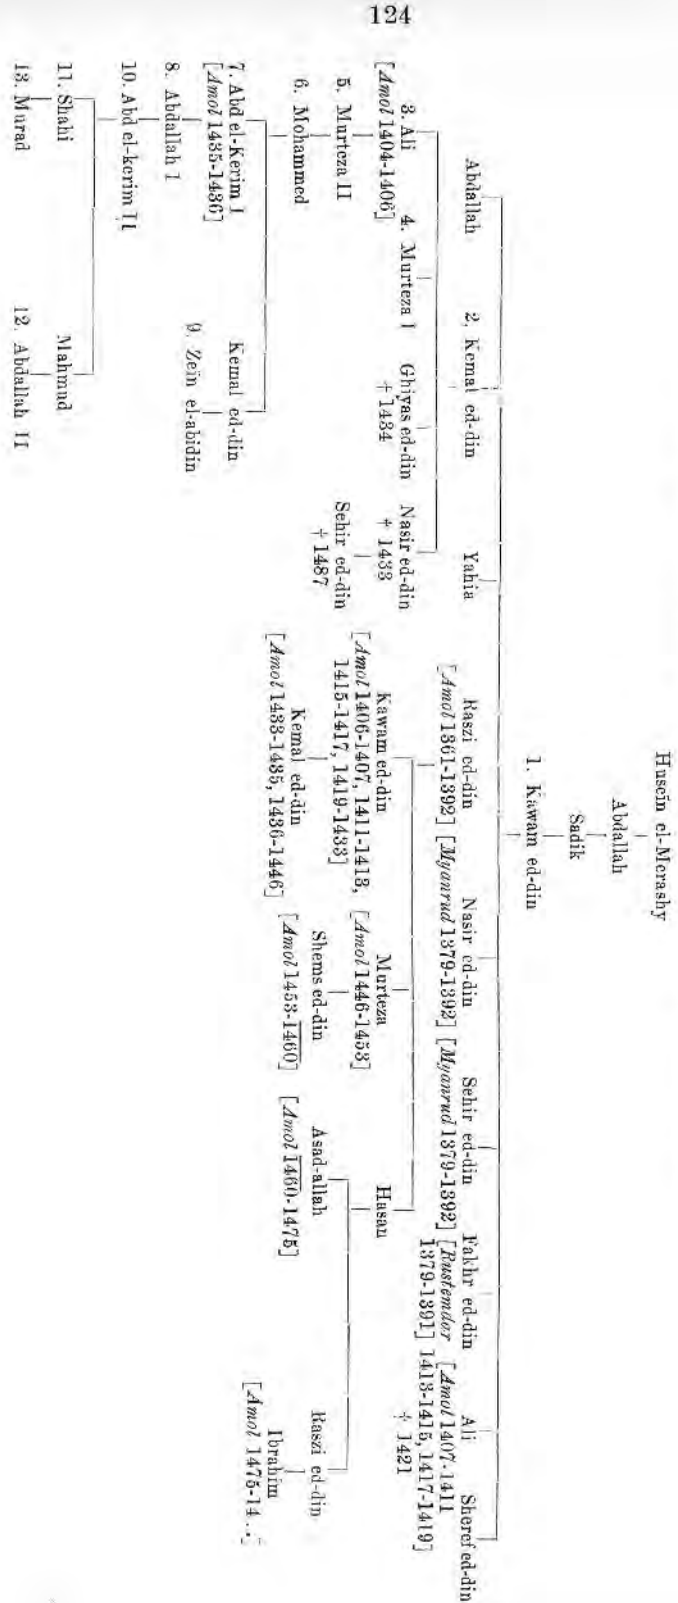 124
Husein el-Merashy
Abdallah
Sadik
1. Kawam ed-din
Abdallah
2. Kemal ed-din
Yahia
Raszi ed-din
[Amol 1361-1392]
Nasir ed-din
[Myanrud 1379-1392]
Sehir ed-din
[Myanrud 1379-1392]
Fakhr ed-din
[Rustemdar
1379-1391]
Ali
[Amol 1407-1411
1413-1415, 1417-1419]
† 1421
Sheref ed-din
3. Ali
[Amol 1404-1406]
4. Murteza I
Ghiyas ed-din
† 1434
Nasir ed-din
† 1433
Kawam ed-din
[Amol 1406-1407, 1411-1413,
1415-1417, 1419-1433]
Murteza
[Amol 1446-1453]
Hasan
5. Murteza II
Sehir ed-din
† 1487
Kemal ed-din
[Amol 1433-1435, 1436-1446]
Shems ed-din
[Amol 1453-1460]
Asad-allah
[Amol 1460-1475]
Raszi ed-din
6. Mohammed
Ibrahim
[Amol 1475-14 ..]
7. Abd el-Kerim I
[Amol 1435-1436]
Kemal ed-din
8. Abdallah I
9. Zeïn el-abidin
10. Abd el-kerim II
11. Shahi
Mahmud
13. Murad
12. Abdallah II